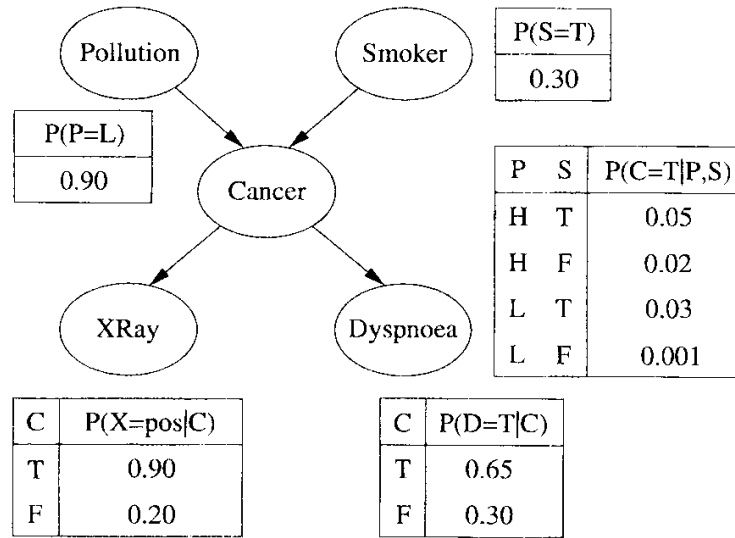 Pollution
Smoker
P(S=T)
0.30
P(P=L)
0.90
Cancer
P S P(C=T|P,S)
H T 0.05
H F 0.02
L T 0.03
L F 0.001
XRay
Dyspnoea
C P(X=pos|C)
T 0.90
F 0.20
C P(D=T|C)
T 0.65
F 0.30